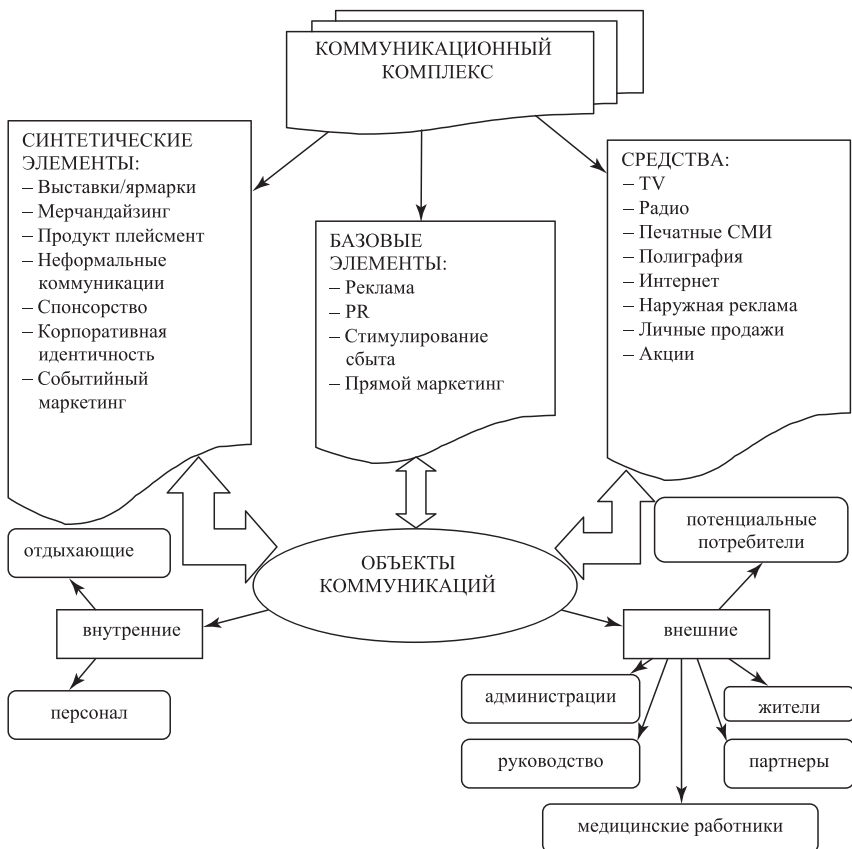 КОММУНИКАЦИОННЫЙ
КОМПЛЕКС
СИНТЕТИЧЕСКИЕ
ЭЛЕМЕНТЫ:
– Выставки/ярмарки
– Мерчандайзинг
– Продукт плейсмент
– Неформальные
коммуникации
– Спонсорство
– Корпоративная
идентичность
– Событийный
маркетинг
БАЗОВЫЕ
ЭЛЕМЕНТЫ:
– Реклама
– PR
– Стимулирование
сбыта
– Прямой маркетинг
СРЕДСТВА:
– TV
– Радио
– Печатные СМИ
– Полиграфия
– Интернет
– Наружная реклама
– Личные продажи
– Акции
ОБЪЕКТЫ
КОММУНИКАЦИЙ
отдыхающие
внутренние
персонал
потенциальные
потребители
внешние
администрации
жители
руководство
партнеры
медицинские работники